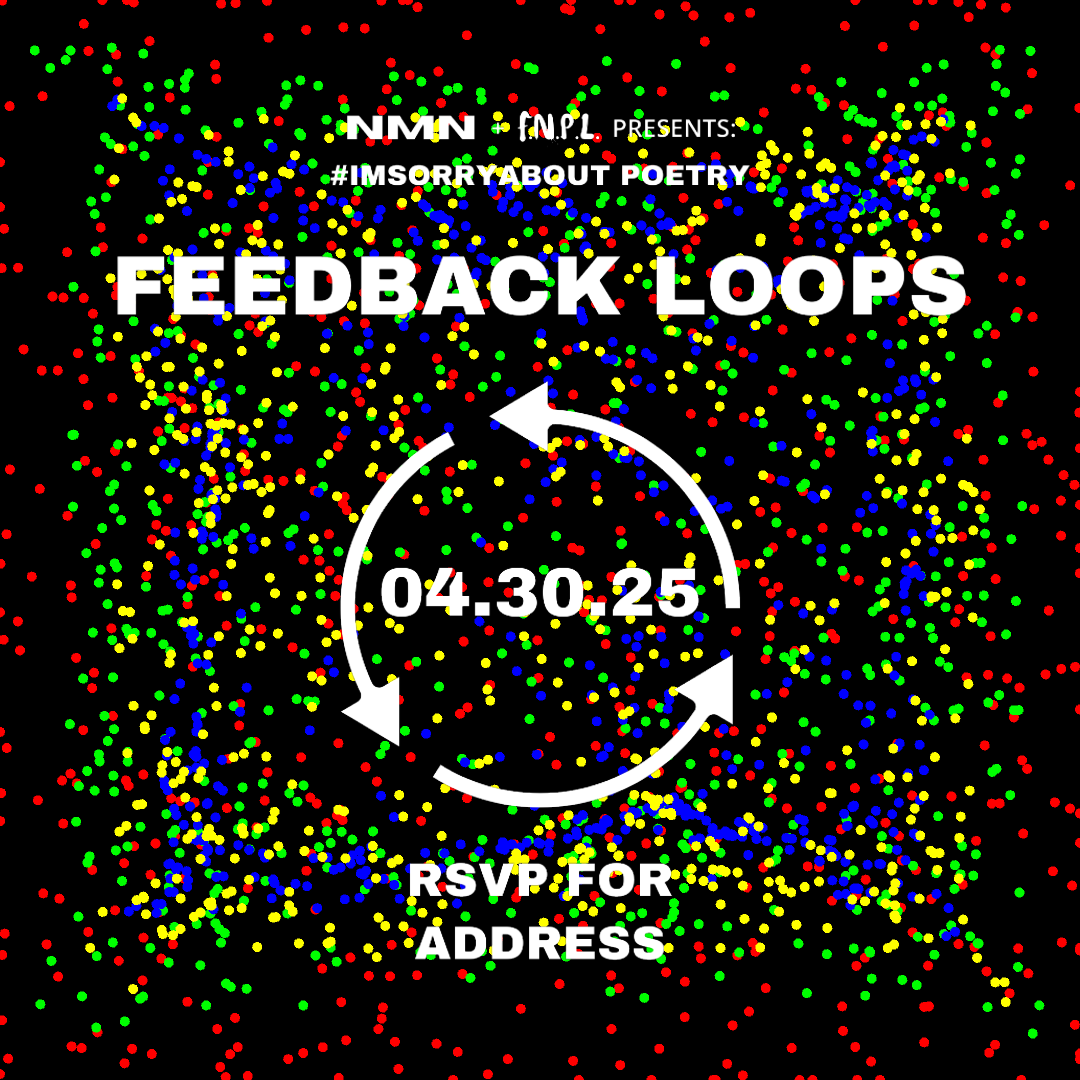 NMN + F.N.P.L. PRESENTS:
#IMSORRYABOUT POETRY
FEEDBACK LOOPS
04.30.25
RSVP FOR
ADDRESS